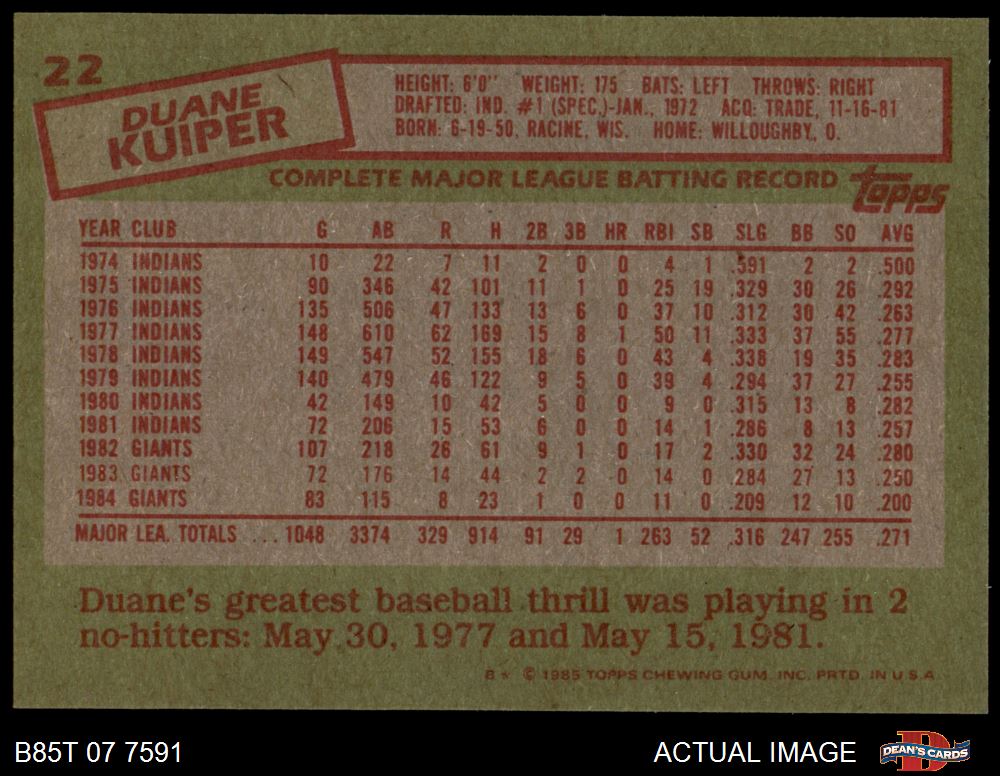 22
DUANE
KUIPER
HEIGHT: 6'0" WEIGHT: 175 BATS: LEFT THROWS: RIGHT
DRAFTED: IND. #1 (SPEC.)-JAN., 1972 ACQ: TRADE, 11-16-81
BORN: 6-19-50, RACINE, WIS. HOME: WILLOUGHBY, O.
COMPLETE MAJOR LEAGUE BATTING RECORD topps
YEAR CLUB G AB R H 2B 3B HR RBI SB SLG BB SO AVG
1974 INDIANS 10 22 7 11 2 0 0 4 1 .591 2 2 .500
1975 INDIANS 90 346 42 101 11 1 0 25 19 .329 30 26 .292
1976 INDIANS 135 506 47 133 13 6 0 37 10 .312 30 42 .263
1977 INDIANS 148 610 62 169 15 8 1 50 11 .333 37 55 .277
1978 INDIANS 149 547 52 155 18 6 0 43 4 .338 19 35 .283
1979 INDIANS 140 479 46 122 9 5 0 39 4 .294 37 27 .255
1980 INDIANS 42 149 10 42 5 0 0 9 0 .315 13 8 .282
1981 INDIANS 72 206 15 53 6 0 0 14 1 .286 8 13 .257
1982 GIANTS 107 218 26 61 9 1 0 17 2 .330 32 24 .280
1983 GIANTS 72 176 14 44 2 2 0 14 0 .284 27 13 .250
1984 GIANTS 83 115 8 23 1 0 0 11 0 .209 12 10 .200
MAJOR LEA. TOTALS ... 1048 3374 329 914 91 29 1 263 52 .316 247 255 .271
Duane's greatest baseball thrill was playing in 2
no-hitters: May 30, 1977 and May 15, 1981.
B* © 1985 TOPPS CHEWING GUM, INC. PRTD. IN U.S.A.
B85T 07 7591 ACTUAL IMAGE D DEAN'S CARDS